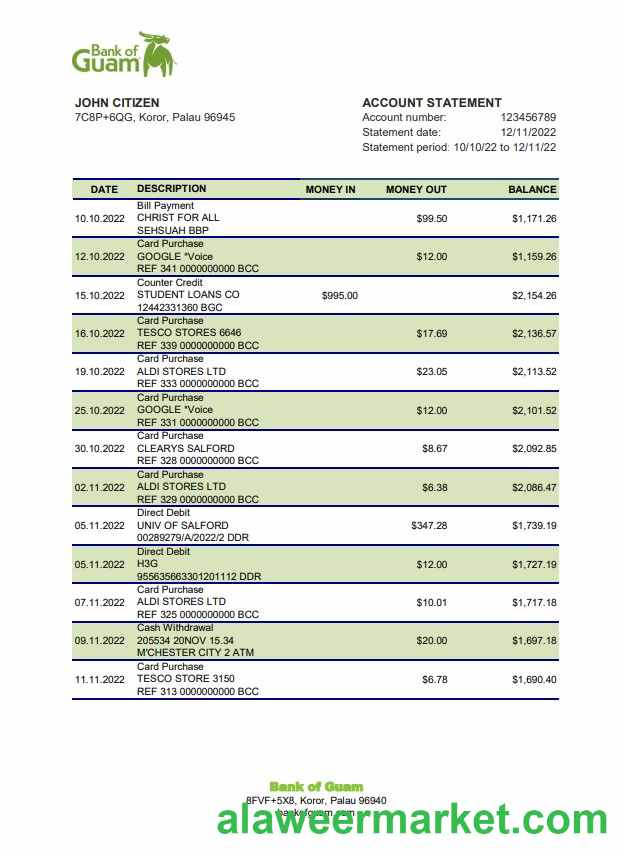 Bank of
Guam
JOHN CITIZEN
7C8P+6QG, Koror, Palau 96945
ACCOUNT STATEMENT
Account number: 123456789
Statement date: 12/11/2022
Statement period: 10/10/22 to 12/11/22
DATE DESCRIPTION MONEY IN MONEY OUT BALANCE
Bill Payment
10.10.2022 CHRIST FOR ALL $99.50 $1,171.26
SEHSUAH BBP
Card Purchase
12.10.2022 GOOGLE *Voice $12.00 $1,159.26
REF 341 0000000000 BCC
Counter Credit
15.10.2022 STUDENT LOANS CO $995.00 $2,154.26
12442331360 BGC
Card Purchase
16.10.2022 TESCO STORES 6646 $17.69 $2,136.57
REF 339 0000000000 BCC
Card Purchase
19.10.2022 ALDI STORES LTD $23.05 $2,113.52
REF 333 0000000000 BCC
Card Purchase
25.10.2022 GOOGLE *Voice $12.00 $2,101.52
REF 331 0000000000 BCC
Card Purchase
30.10.2022 CLEARYS SALFORD $8.67 $2,092.85
REF 328 0000000000 BCC
Card Purchase
02.11.2022 ALDI STORES LTD $6.38 $2,086.47
REF 329 0000000000 BCC
Direct Debit
05.11.2022 UNIV OF SALFORD $347.28 $1,739.19
00289279/A/2022/2 DDR
Direct Debit
05.11.2022 H3G $12.00 $1,727.19
955635663301201112 DDR
Card Purchase
07.11.2022 ALDI STORES LTD $10.01 $1,717.18
REF 325 0000000000 BCC
Cash Withdrawal
09.11.2022 205534 20NOV 15.34 $20.00 $1,697.18
M'CHESTER CITY 2 ATM
Card Purchase
11.11.2022 TESCO STORE 3150 $6.78 $1,690.40
REF 313 0000000000 BCC
Bank of Guam
8FVF+5X8, Koror, Palau 96940
bankofguam.com
alaweermarket.com